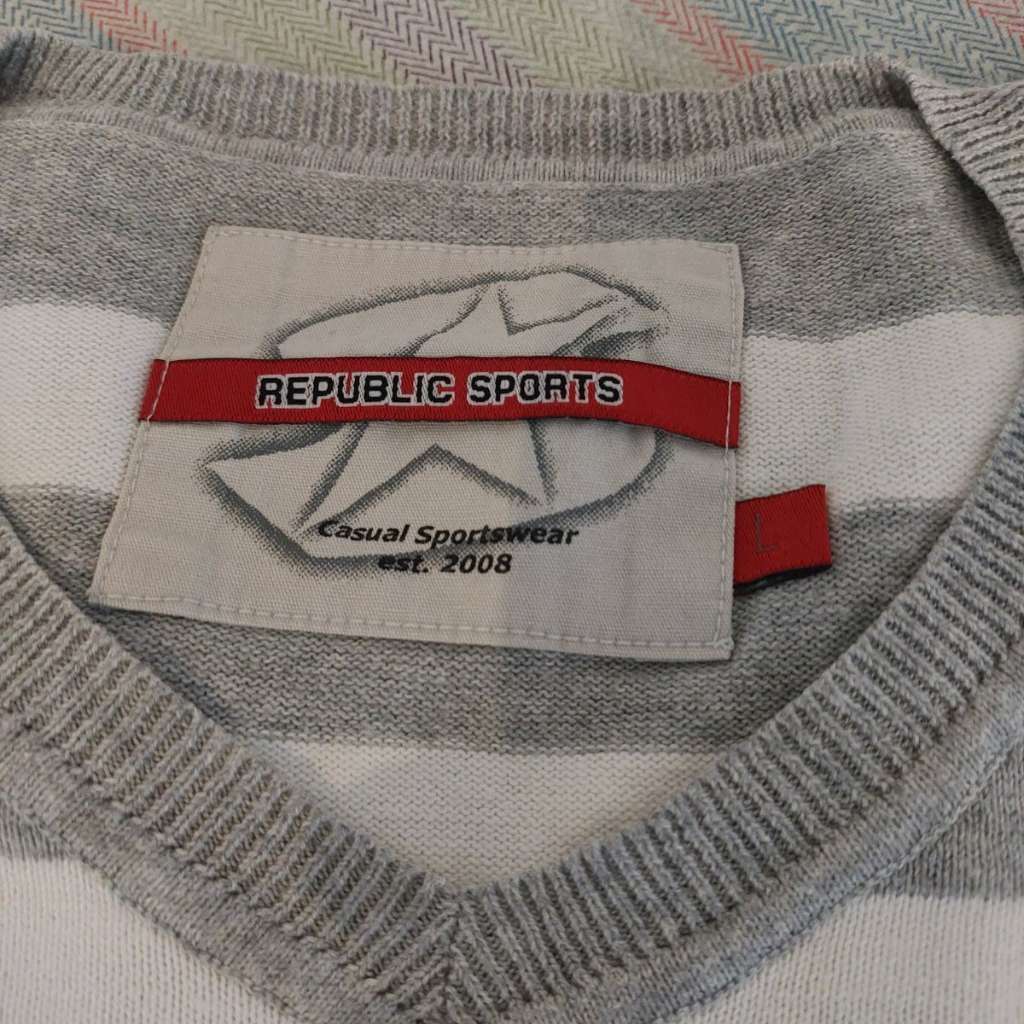 REPUBLIC SPORTS
L
Casual Sportswear
est. 2008